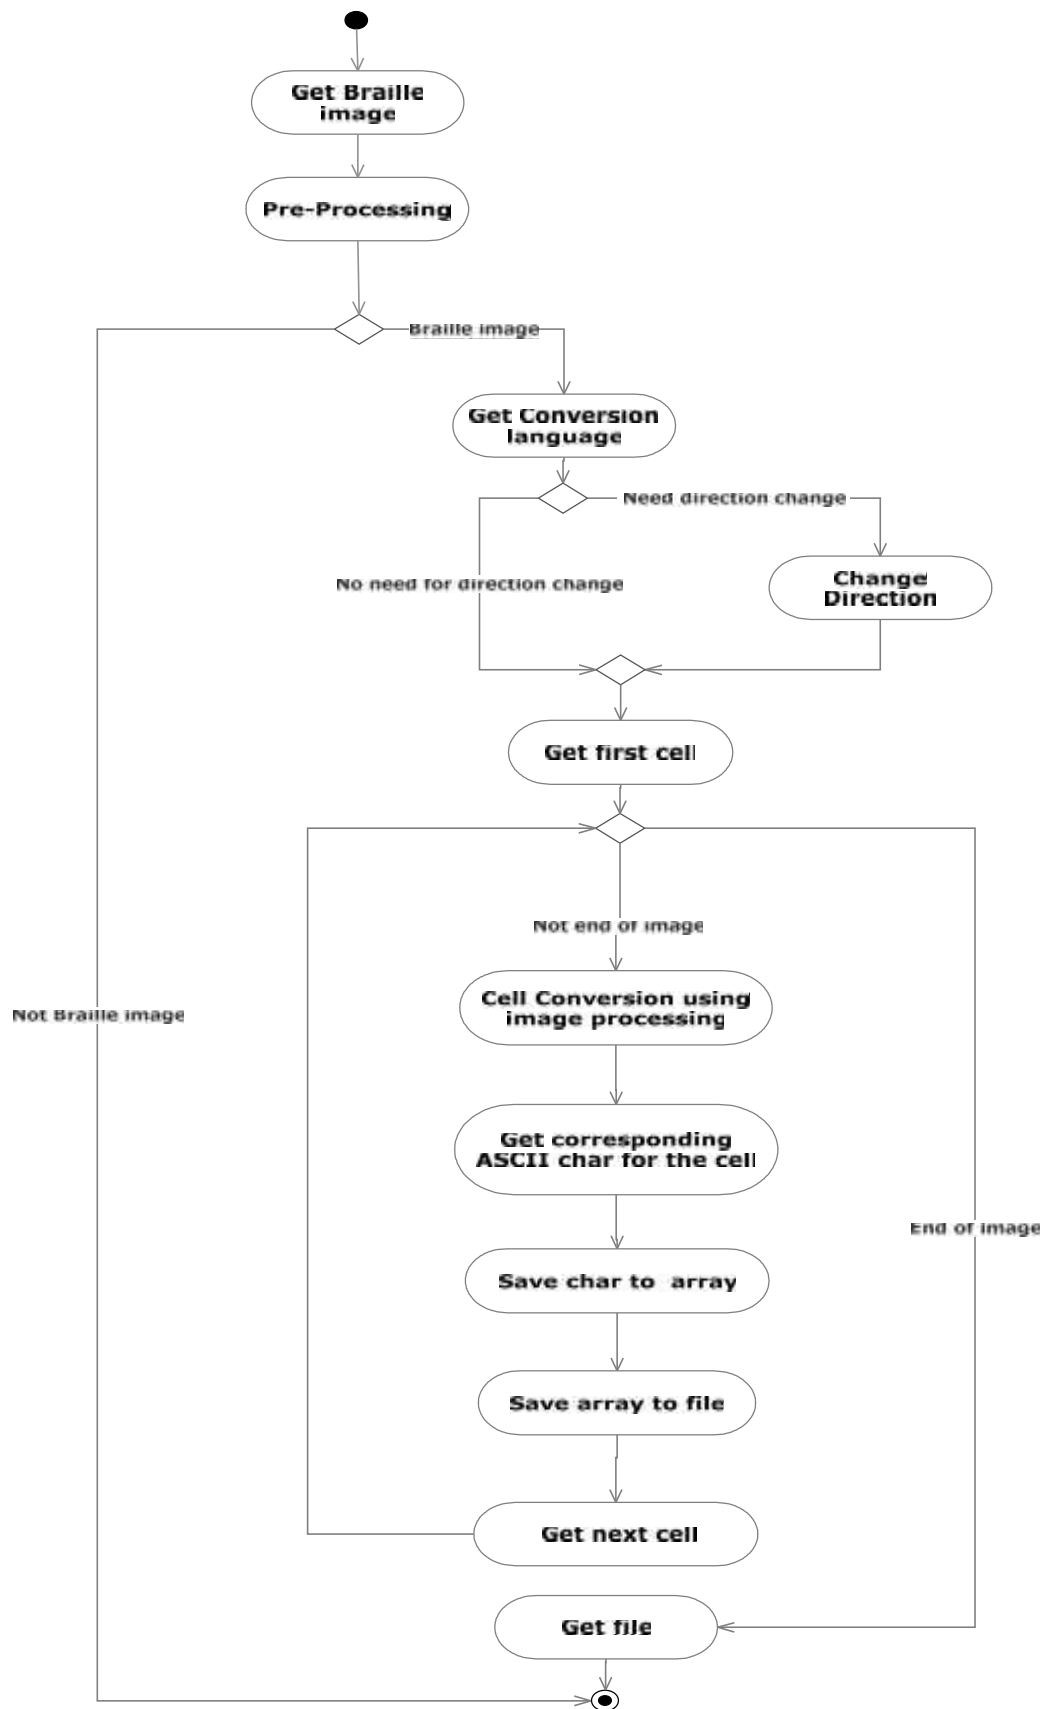 Get Braille
image
Pre-Processing
Braille image
Get Conversion
language
Need direction change
No need for direction change
Change
Direction
Get first cell
Not end of image
Cell Conversion using
image processing
Not Braille image
Get corresponding
ASCII char for the cell
End of image
Save char to array
Save array to file
Get next cell
Get file